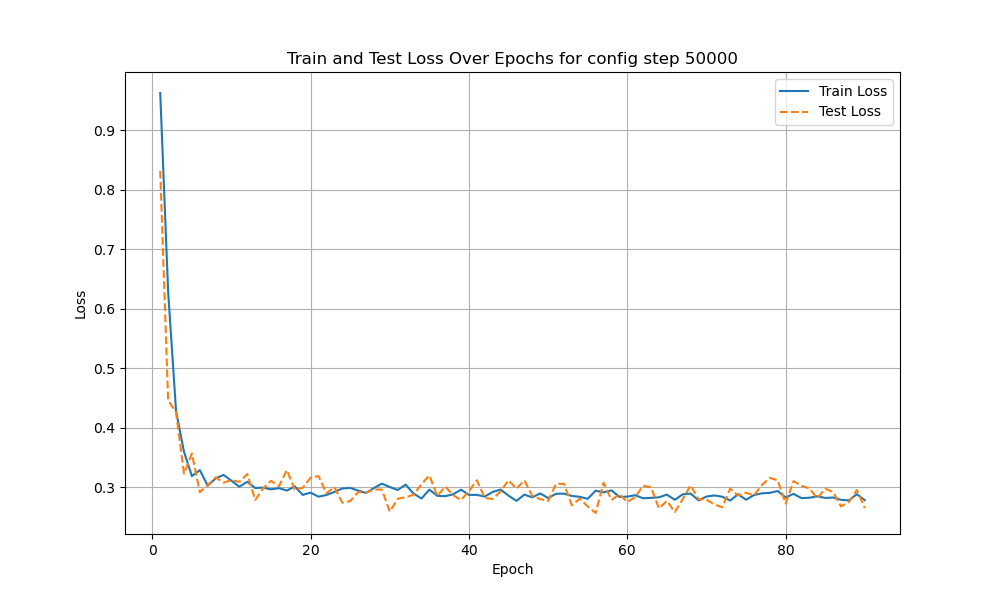 Train and Test Loss Over Epochs for config step 50000
Train Loss
Test Loss
Loss
0.9
0.8
0.7
0.6
0.5
0.4
0.3
0 20 40 60 80
Epoch